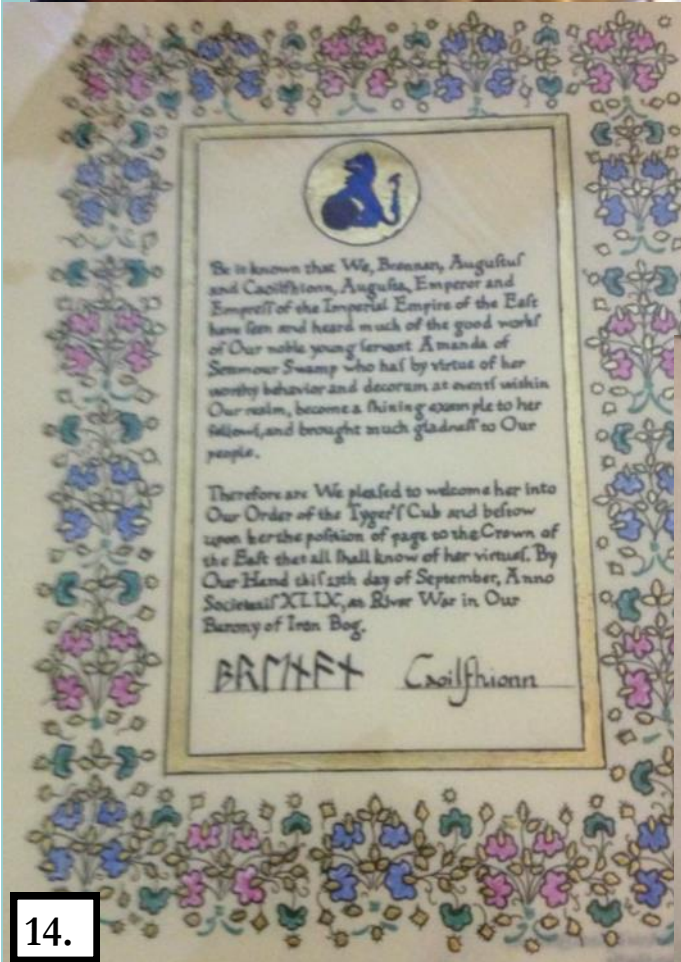 Be it known that We, Brennan, Auguſtuſ
and Caoilfhionn, Auguſta, Emperor and
Empreſſ of the Imperial Empire of the Eaſt
have ſeen and heard much of the good workſ
of Our noble young ſervant Amanda of
Settmour Swamp who haſ by virtue of her
worthy behavior and decorum at eventſ within
Our realm, become a ſhining example to her
fellowſ, and brought much gladneſſ to Our
people.
Therefore are We pleaſed to welcome her into
Our Order of the Tyger'ſ Cub and beſtow
upon her the poſition of page to the Crown of
the Eaſt that all ſhall know of her virtueſ. By
Our Hand thiſ day of September, Anno
Societatiſ XLIX, at River War in Our
Barony of Iron Bog.
ᛒᚱᛖᚾᚨᚾ Caoilfhionn
14.